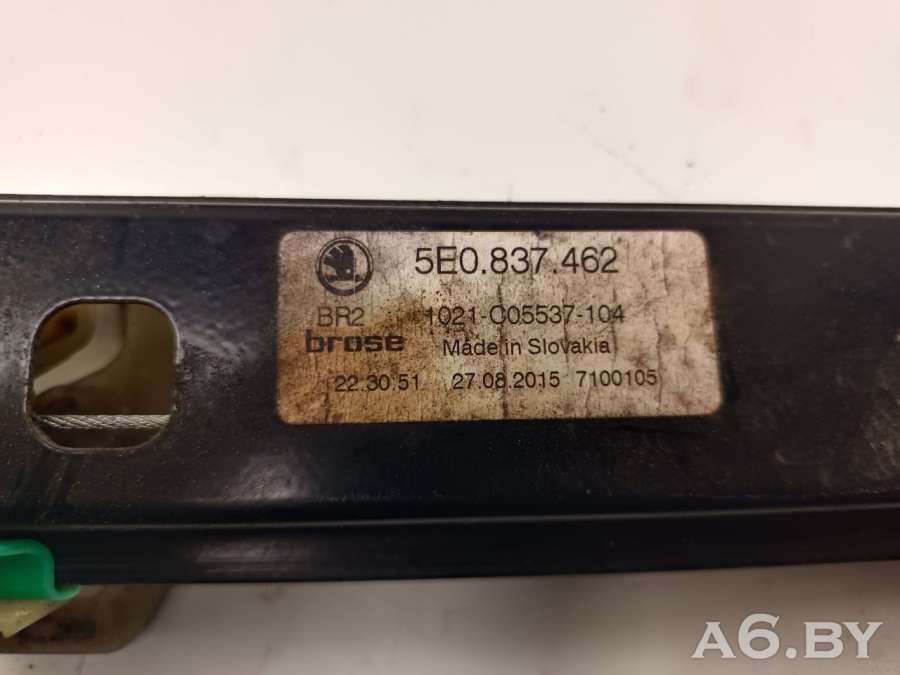 5E0.837.462
BR2 1021-C05537-104
brose Made in Slovakia
22.30.51 27.08.2015 7100105
A6.BY